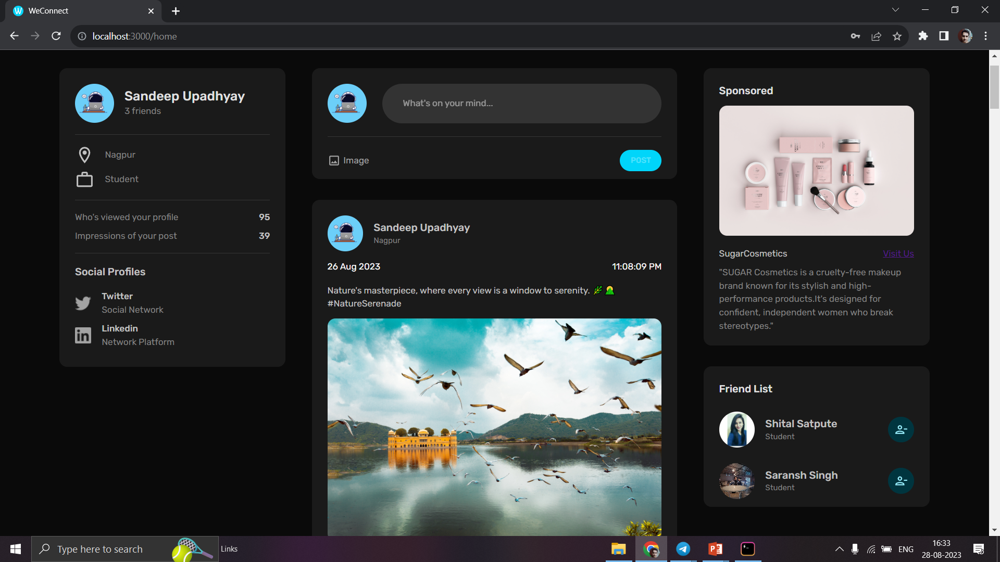 WeConnect
localhost:3000/home
Sandeep Upadhyay
3 friends
Nagpur
Student
Who's viewed your profile 95
Impressions of your post 39
Social Profiles
Twitter
Social Network
Linkedin
Network Platform
What's on your mind...
Image
POST
Sandeep Upadhyay
Nagpur
26 Aug 2023 11:08:09 PM
Nature's masterpiece, where every view is a window to serenity. 🌿 🏞
#NatureSerenade
Sponsored
SugarCosmetics Visit Us
"SUGAR Cosmetics is a cruelty-free makeup
brand known for its stylish and high-
performance products.It's designed for
confident, independent women who break
stereotypes."
Friend List
Shital Satpute
Student
Saransh Singh
Student
Type here to search
Links
ENG
16:33
28-08-2023